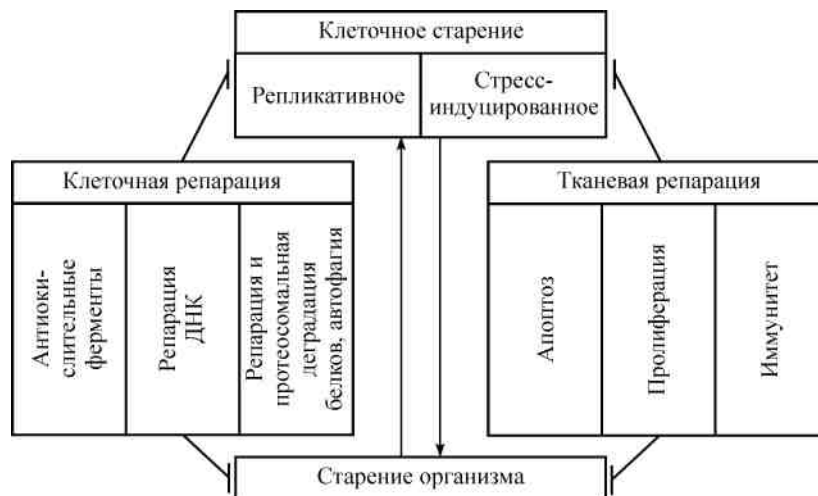 Клеточное старение
Репликативное
Стресс-
индуцированное
Клеточная репарация
Тканевая репарация
Антиоки-
слительные
ферменты
Репарация
ДНК
Репарация и
протеосомальная
деградация
белков, автофагия
Апоптоз
Пролиферация
Иммунитет
Старение организма